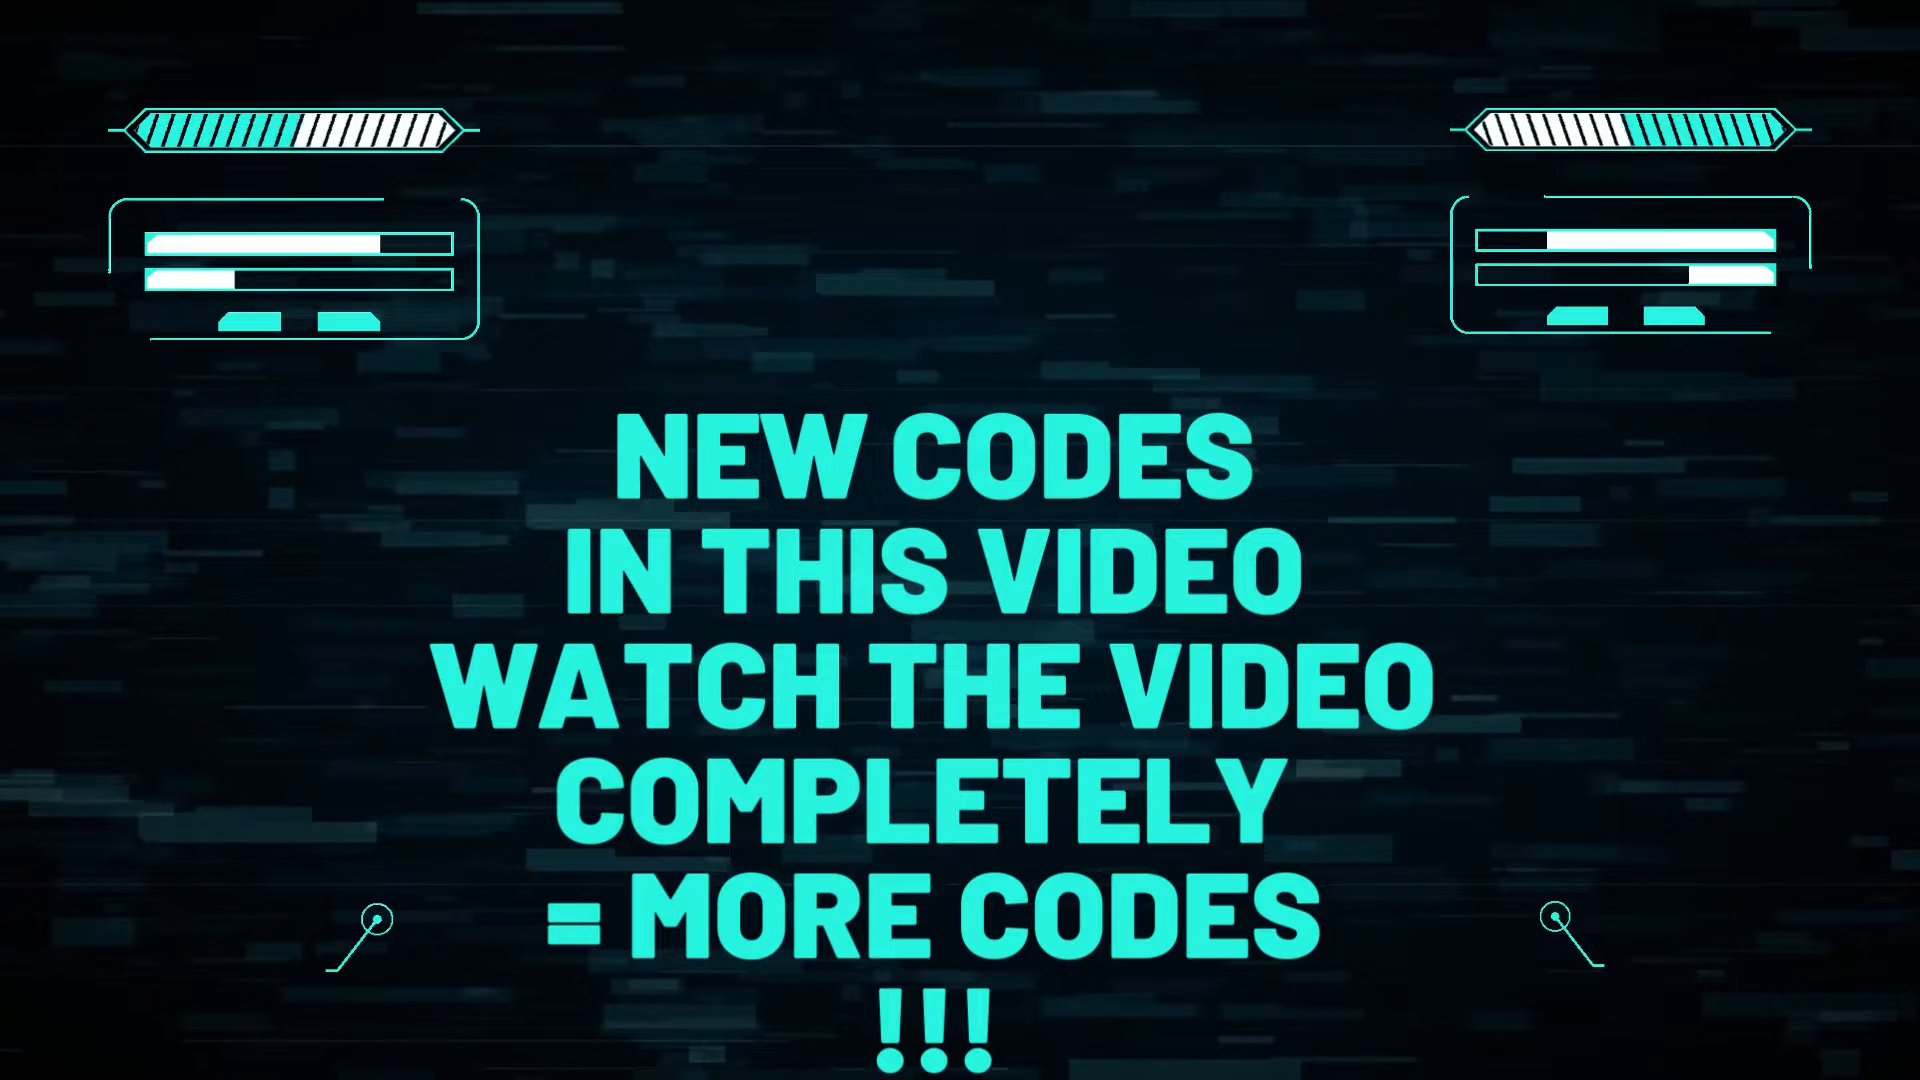 NEW CODES
IN THIS VIDEO
WATCH THE VIDEO
COMPLETELY
= MORE CODES
!!!